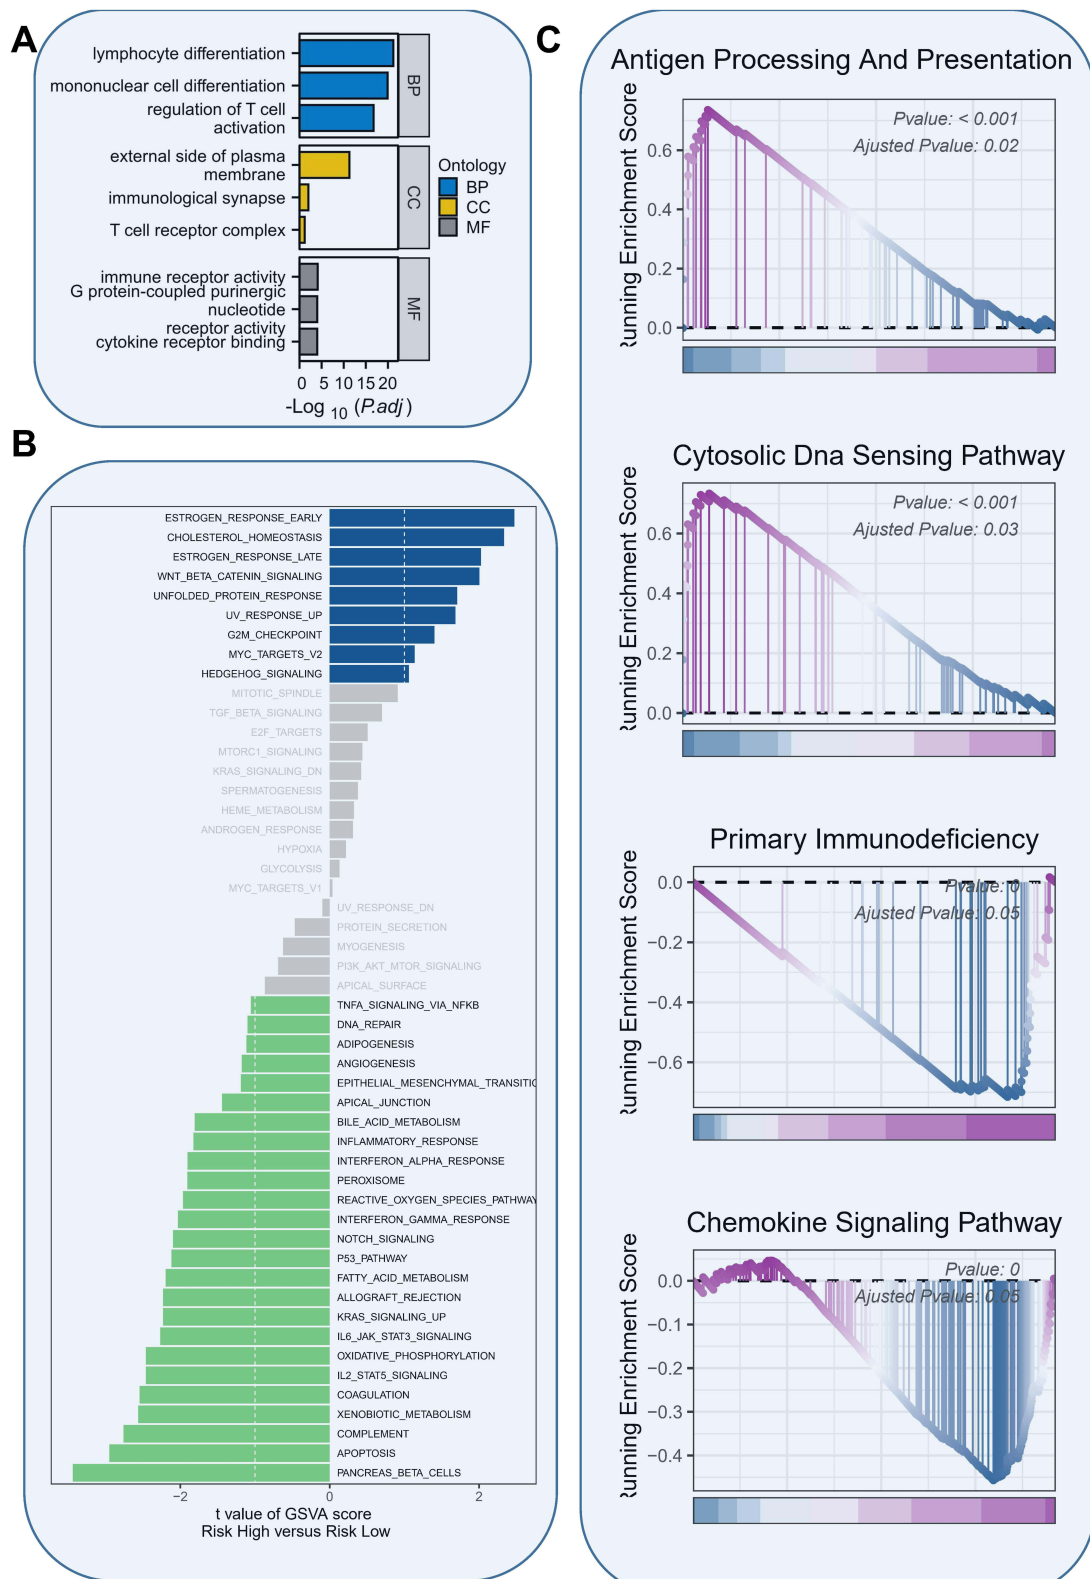 A
lymphocyte differentiation
mononuclear cell differentiation
regulation of T cell
activation
BP
external side of plasma
membrane
immunological synapse
T cell receptor complex
CC
immune receptor activity
G protein-coupled purinergic
nucleotide
receptor activity
cytokine receptor binding
MF
0 5 10 15 20
-Log 10 (P.adj)
Ontology
BP
CC
MF
B
ESTROGEN_RESPONSE_EARLY
CHOLESTEROL_HOMEOSTASIS
ESTROGEN_RESPONSE_LATE
WNT_BETA_CATENIN_SIGNALING
UNFOLDED_PROTEIN_RESPONSE
UV_RESPONSE_UP
G2M_CHECKPOINT
MYC_TARGETS_V2
HEDGEHOG_SIGNALING
MITOTIC_SPINDLE
TGF_BETA_SIGNALING
E2F_TARGETS
MTORC1_SIGNALING
KRAS_SIGNALING_DN
SPERMATOGENESIS
HEME_METABOLISM
ANDROGEN_RESPONSE
HYPOXIA
GLYCOLYSIS
MYC_TARGETS_V1
UV_RESPONSE_DN
PROTEIN_SECRETION
MYOGENESIS
PI3K_AKT_MTOR_SIGNALING
APICAL_SURFACE
TNFA_SIGNALING_VIA_NFKB
DNA_REPAIR
ADIPOGENESIS
ANGIOGENESIS
EPITHELIAL_MESENCHYMAL_TRANSITIO
APICAL_JUNCTION
BILE_ACID_METABOLISM
INFLAMMATORY_RESPONSE
INTERFERON_ALPHA_RESPONSE
PEROXISOME
REACTIVE_OXYGEN_SPECIES_PATHWAY
INTERFERON_GAMMA_RESPONSE
NOTCH_SIGNALING
P53_PATHWAY
FATTY_ACID_METABOLISM
ALLOGRAFT_REJECTION
KRAS_SIGNALING_UP
IL6_JAK_STAT3_SIGNALING
OXIDATIVE_PHOSPHORYLATION
IL2_STAT5_SIGNALING
COAGULATION
XENOBIOTIC_METABOLISM
COMPLEMENT
APOPTOSIS
PANCREAS_BETA_CELLS
−2 0 2
t value of GSVA score
Risk High versus Risk Low
C
Antigen Processing And Presentation
Running Enrichment Score
Pvalue: < 0.001
Ajusted Pvalue: 0.02
0.6
0.4
0.2
0.0
Cytosolic Dna Sensing Pathway
Running Enrichment Score
Pvalue: < 0.001
Ajusted Pvalue: 0.03
0.6
0.4
0.2
0.0
Primary Immunodeficiency
Running Enrichment Score
Pvalue: 0
Ajusted Pvalue: 0.05
0.0
−0.2
−0.4
−0.6
Chemokine Signaling Pathway
Running Enrichment Score
Pvalue: 0
Ajusted Pvalue: 0.05
0.0
−0.1
−0.2
−0.3
−0.4